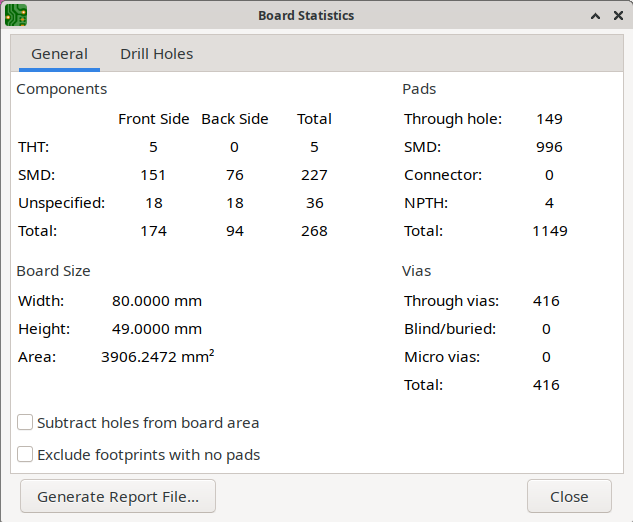 Board Statistics
General Drill Holes
Components
Front Side Back Side Total
THT: 5 0 5
SMD: 151 76 227
Unspecified: 18 18 36
Total: 174 94 268
Pads
Through hole: 149
SMD: 996
Connector: 0
NPTH: 4
Total: 1149
Board Size
Width: 80.0000 mm
Height: 49.0000 mm
Area: 3906.2472 mm²
Vias
Through vias: 416
Blind/buried: 0
Micro vias: 0
Total: 416
Subtract holes from board area
Exclude footprints with no pads
Generate Report File... Close